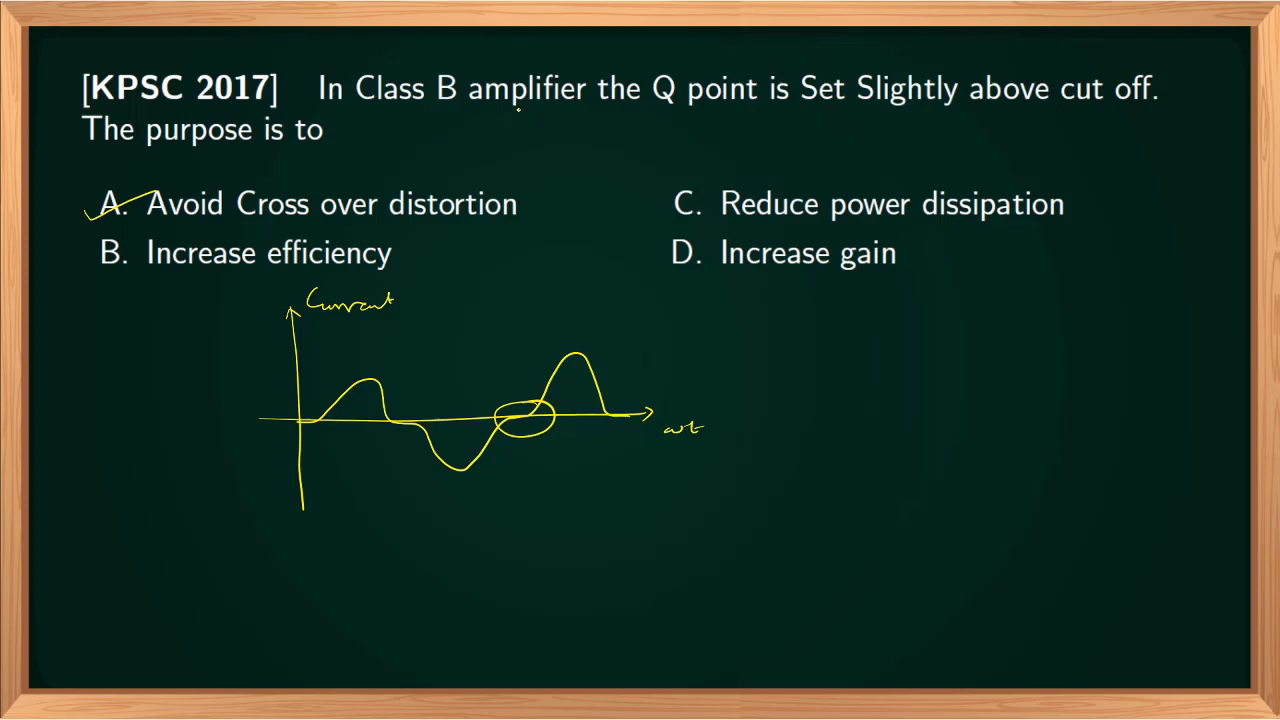 [KPSC 2017] In Class B amplifier the Q point is Set Slightly above cut off.
The purpose is to
A. Avoid Cross over distortion
B. Increase efficiency
C. Reduce power dissipation
D. Increase gain
Current
ωt